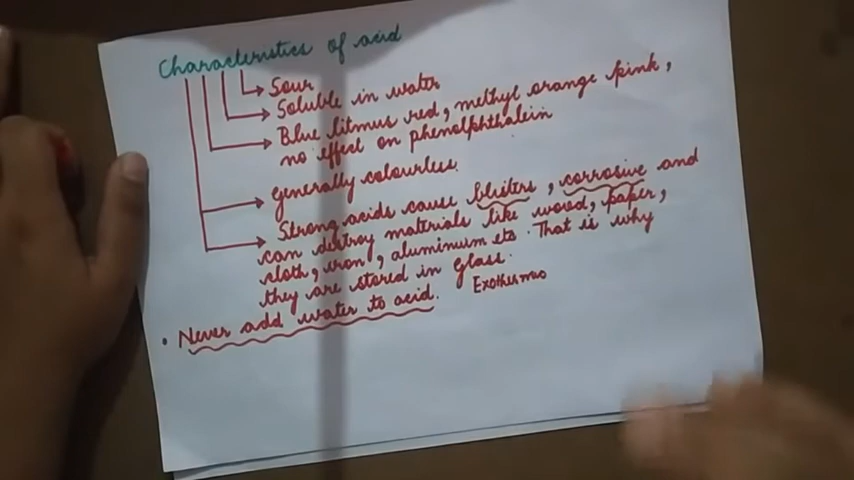 Characteristics of acid
Sour
Soluble in water
Blue litmus red, methyl orange pink,
no effect on phenolphthalein
Generally colourless.
Strong acids cause blisters, corrosive and
can destroy materials like wood, paper,
cloth, iron, aluminum etc. That is why
they are stored in glass.
• Never add water to acid. Exothermic